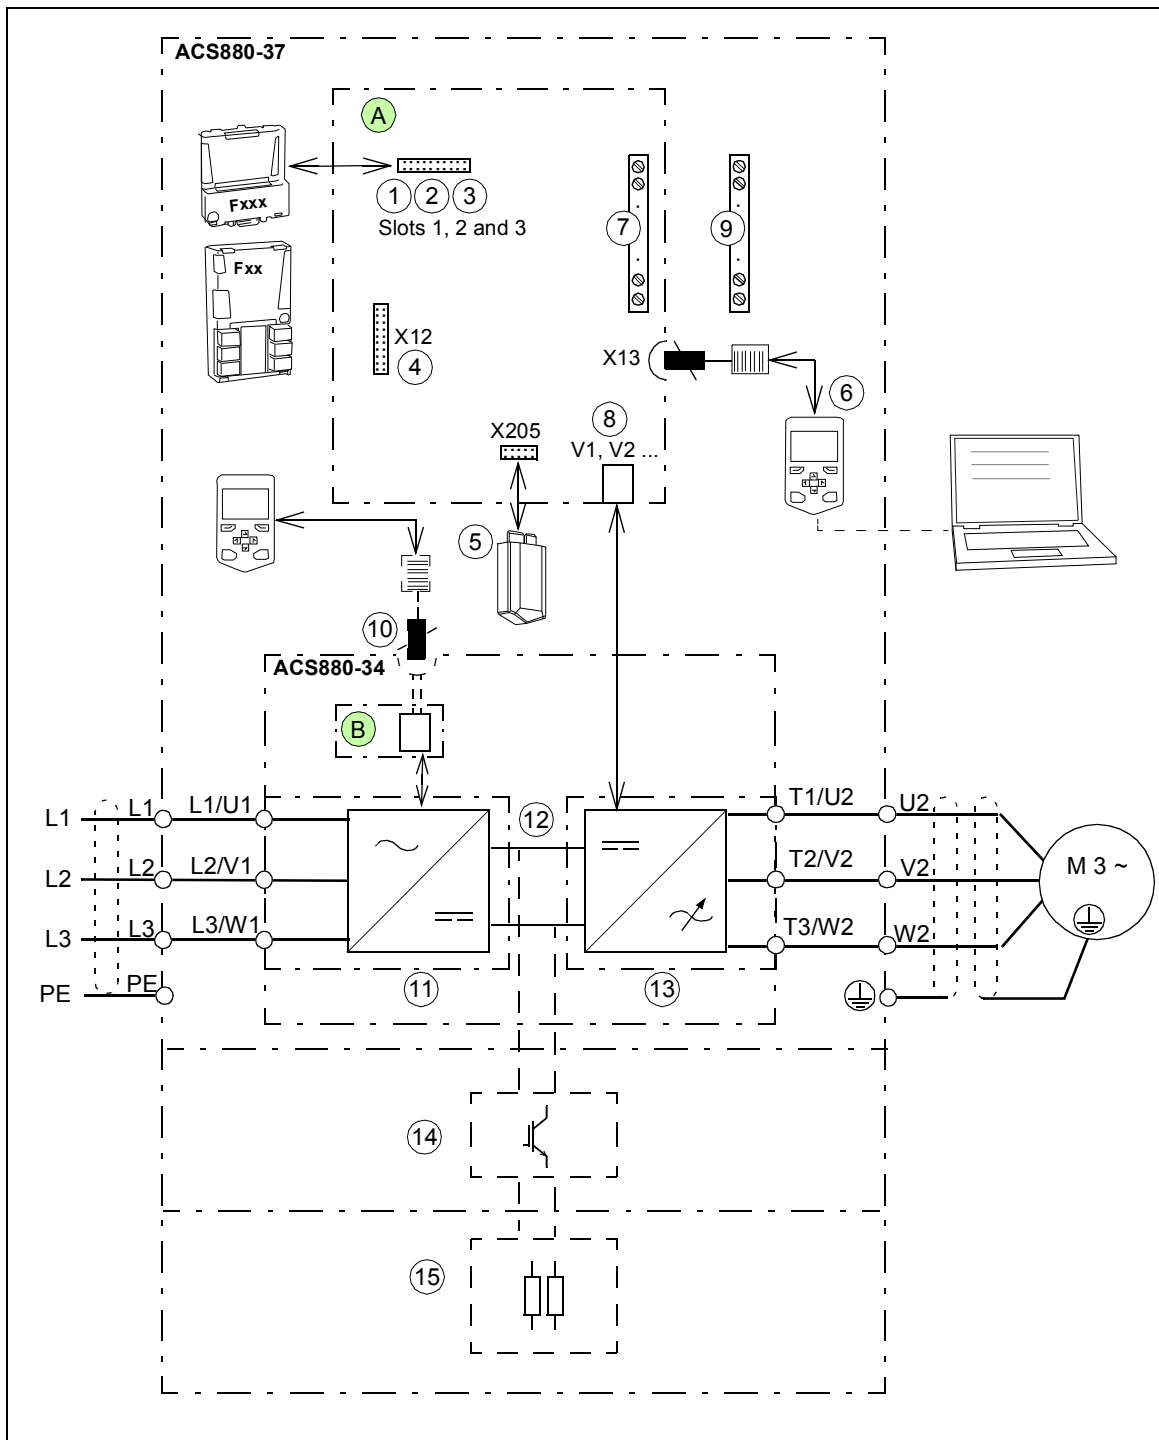 ACS880-37
A
Fxxx
1 2 3
Slots 1, 2 and 3
7
9
Fxx
X12
4
X13
6
8
V1, V2 ...
X205
5
10
ACS880-34
B
12
L1 L1 L1/U1
T1/U2 U2
L2 L2 L2/V1
T2/V2 V2
M 3 ~
L3 L3 L3/W1
T3/W2 W2
PE PE
11
13
14
15